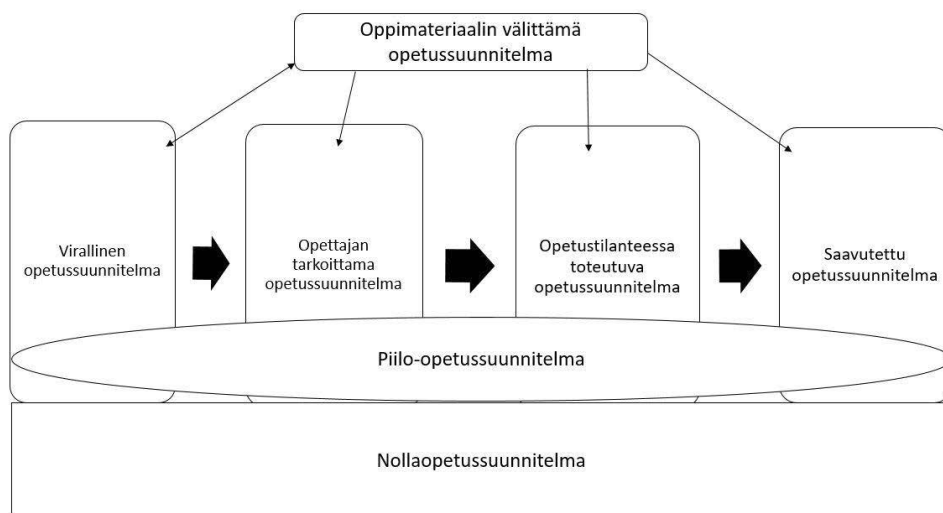 Oppimateriaalin välittämä
opetussuunnitelma
Virallinen
opetussuunnitelma
Opettajan
tarkoittama
opetussuunnitelma
Opetustilanteessa
toteutuva
opetussuunnitelma
Saavutettu
opetussuunnitelma
Piilo-opetussuunnitelma
Nollaopetussuunnitelma